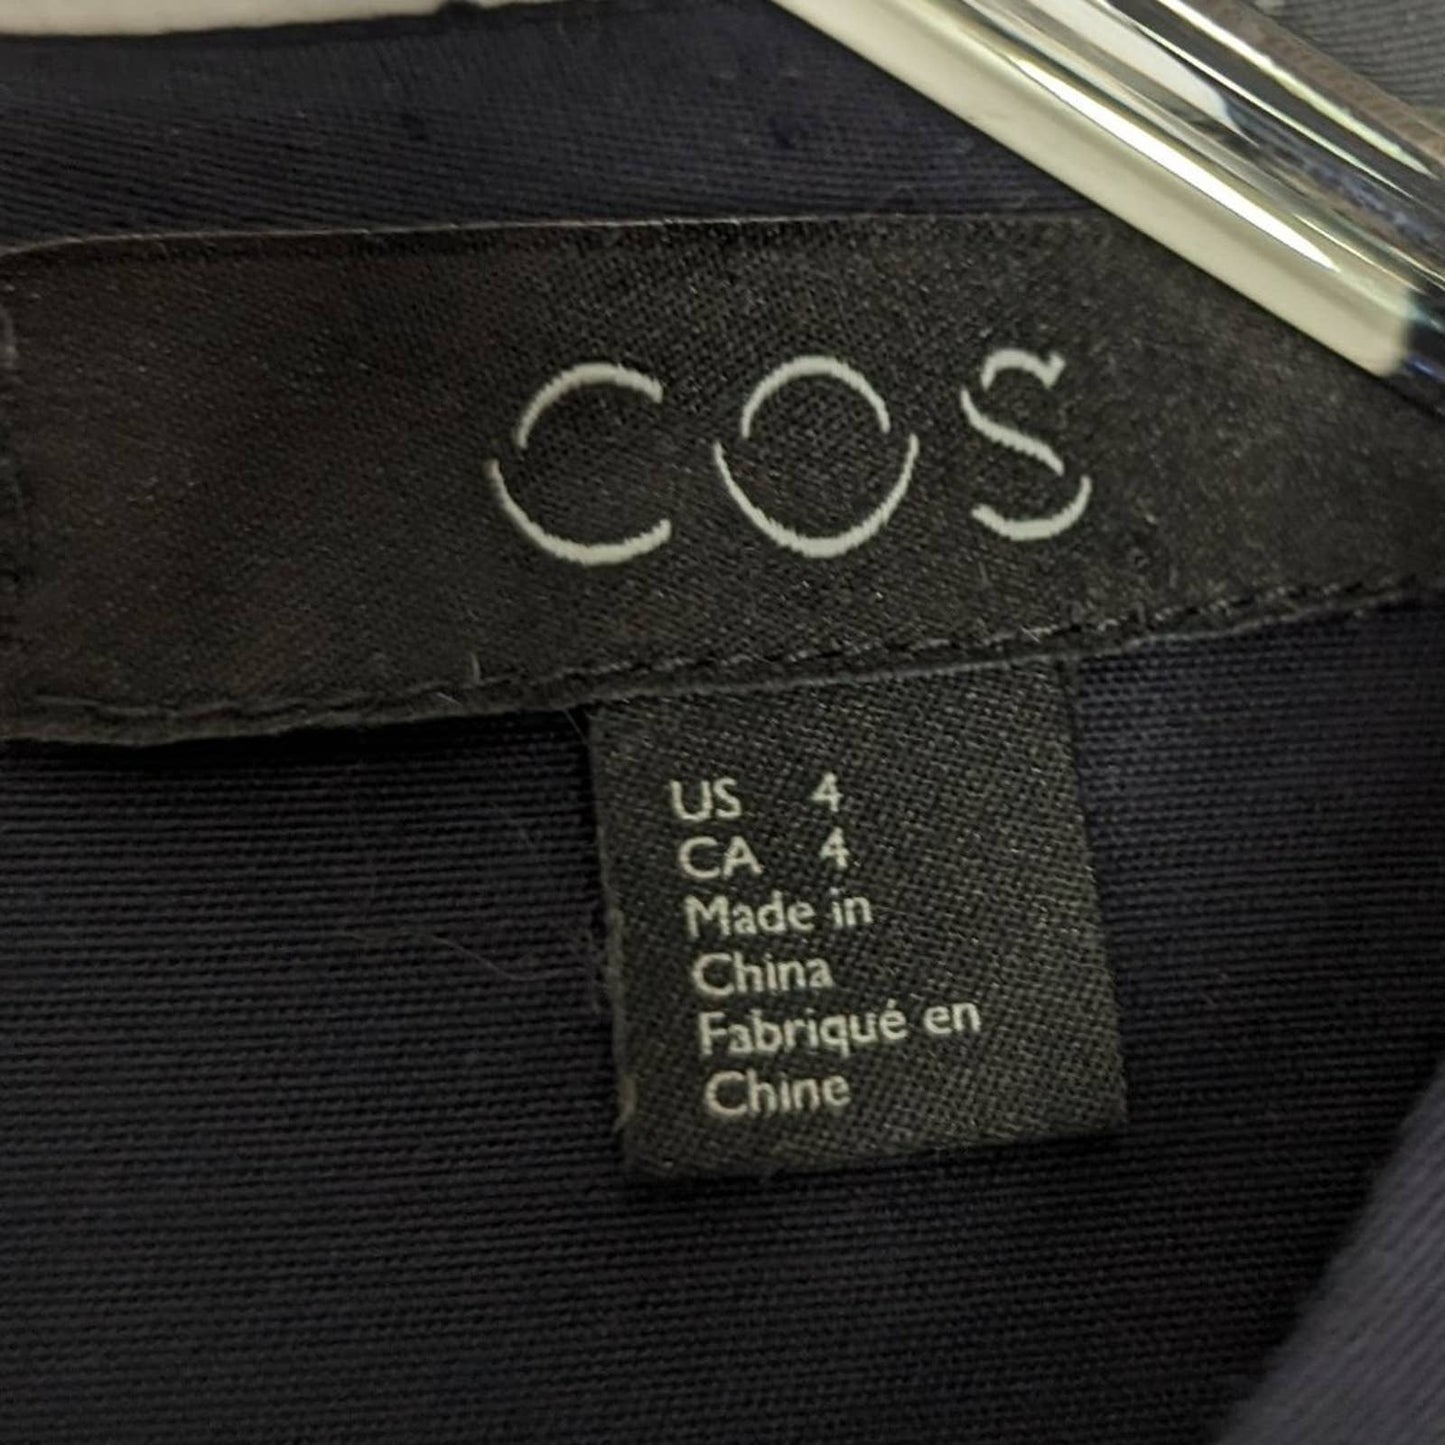 COS
US 4
CA 4
Made in
China
Fabriqué en
Chine